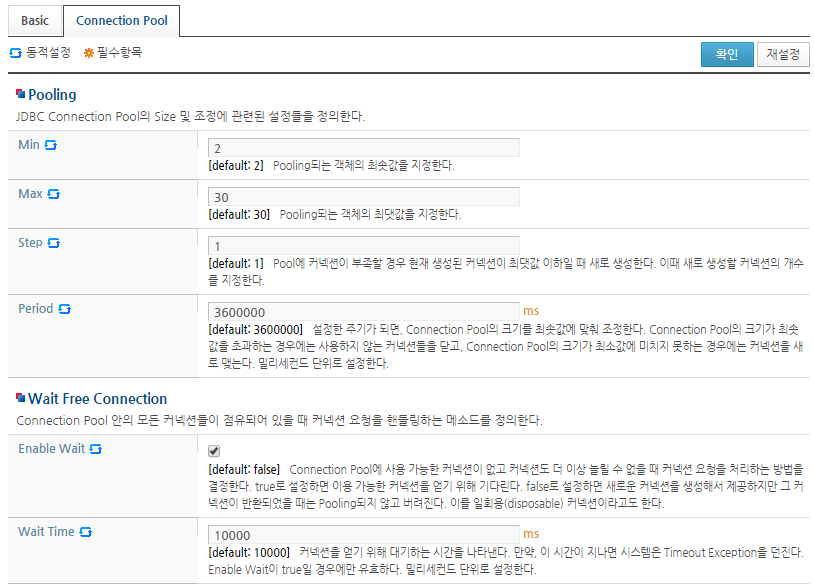 Basic Connection Pool
동적설정 필수항목 확인 재설정
Pooling
JDBC Connection Pool의 Size 및 조정에 관련된 설정들을 정의한다.
Min
2
[default: 2] Pooling되는 객체의 최솟값을 지정한다.
Max
30
[default: 30] Pooling되는 객체의 최댓값을 지정한다.
Step
1
[default: 1] Pool에 커넥션이 부족할 경우 현재 생성된 커넥션이 최댓값 이하일 때 새로 생성한다. 이때 새로 생성할 커넥션의 개수
를 지정한다.
Period
3600000 ms
[default: 3600000] 설정한 주기가 되면, Connection Pool의 크기를 최솟값에 맞춰 조정한다. Connection Pool의 크기가 최솟
값을 초과하는 경우에는 사용하지 않는 커넥션들을 닫고, Connection Pool의 크기가 최소값에 미치지 못하는 경우에는 커넥션을 새
로 맺는다. 밀리세컨드 단위로 설정한다.
Wait Free Connection
Connection Pool 안의 모든 커넥션들이 점유되어 있을 때 커넥션 요청을 핸들링하는 메소드를 정의한다.
Enable Wait
[default: false] Connection Pool에 사용 가능한 커넥션이 없고 커넥션도 더 이상 늘릴 수 없을 때 커넥션 요청을 처리하는 방법을
결정한다. true로 설정하면 이용 가능한 커넥션을 얻기 위해 기다린다. false로 설정하면 새로운 커넥션을 생성해서 제공하지만 그 커
넥션이 반환되었을 때는 Pooling되지 않고 버려진다. 이를 일회용(disposable) 커넥션이라고도 한다.
Wait Time
10000 ms
[default: 10000] 커넥션을 얻기 위해 대기하는 시간을 나타낸다. 만약, 이 시간이 지나면 시스템은 Timeout Exception을 던진다.
Enable Wait이 true일 경우에만 유효하다. 밀리세컨드 단위로 설정한다.